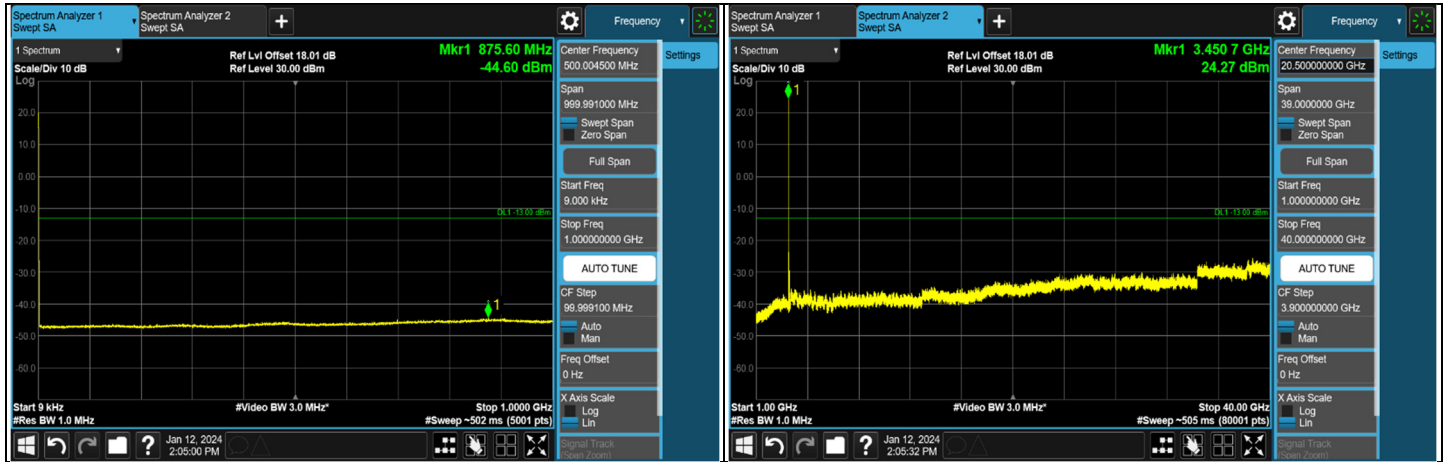 Spectrum Analyzer 1
Swept SA
Spectrum Analyzer 2
Swept SA
Frequency
1 Spectrum
Scale/Div 10 dB
Ref Lvl Offset 18.01 dB
Ref Level 30.00 dBm
Mkr1 875.60 MHz
-44.60 dBm
Log
20.0
10.0
0.00
-10.0
-20.0
-30.0
-40.0
-50.0
-60.0
DL1 -13.00 dBm
1
Start 9 kHz
#Res BW 1.0 MHz
#Video BW 3.0 MHz*
Stop 1.0000 GHz
#Sweep ~502 ms (5001 pts)
Center Frequency
500.004500 MHz
Settings
Span
999.991000 MHz
Swept Span
Zero Span
Full Span
Start Freq
9.000 kHz
Stop Freq
1.000000000 GHz
AUTO TUNE
CF Step
99.999100 MHz
Auto
Man
Freq Offset
0 Hz
X Axis Scale
Log
Lin
Signal Track
(Span Zoom)
?
Jan 12, 2024
2:05:00 PM
Spectrum Analyzer 1
Swept SA
Spectrum Analyzer 2
Swept SA
Frequency
1 Spectrum
Scale/Div 10 dB
Ref Lvl Offset 18.01 dB
Ref Level 30.00 dBm
Mkr1 3.450 7 GHz
24.27 dBm
Log
1
20.0
10.0
0.00
-10.0
-20.0
-30.0
-40.0
-50.0
-60.0
DL1 -13.00 dBm
Start 1.00 GHz
#Res BW 1.0 MHz
#Video BW 3.0 MHz*
Stop 40.00 GHz
#Sweep ~505 ms (80001 pts)
Center Frequency
20.500000000 GHz
Settings
Span
39.0000000 GHz
Swept Span
Zero Span
Full Span
Start Freq
1.000000000 GHz
Stop Freq
40.000000000 GHz
AUTO TUNE
CF Step
3.900000000 GHz
Auto
Man
Freq Offset
0 Hz
X Axis Scale
Log
Lin
Signal Track
(Span Zoom)
?
Jan 12, 2024
2:05:32 PM